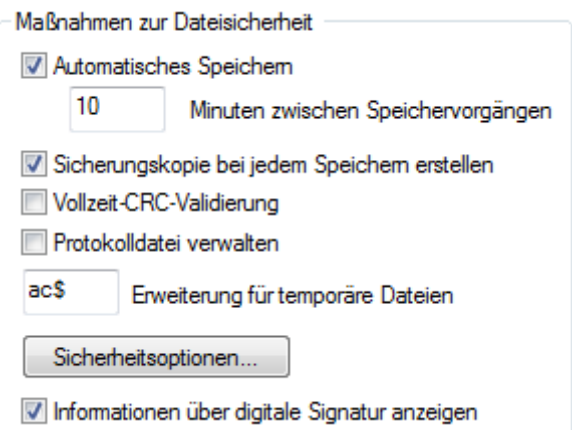 Maßnahmen zur Dateisicherheit
Automatisches Speichern
10 Minuten zwischen Speichervorgängen
Sicherungskopie bei jedem Speichern erstellen
Vollzeit-CRC-Validierung
Protokolldatei verwalten
ac$ Erweiterung für temporäre Dateien
Sicherheitsoptionen...
Informationen über digitale Signatur anzeigen